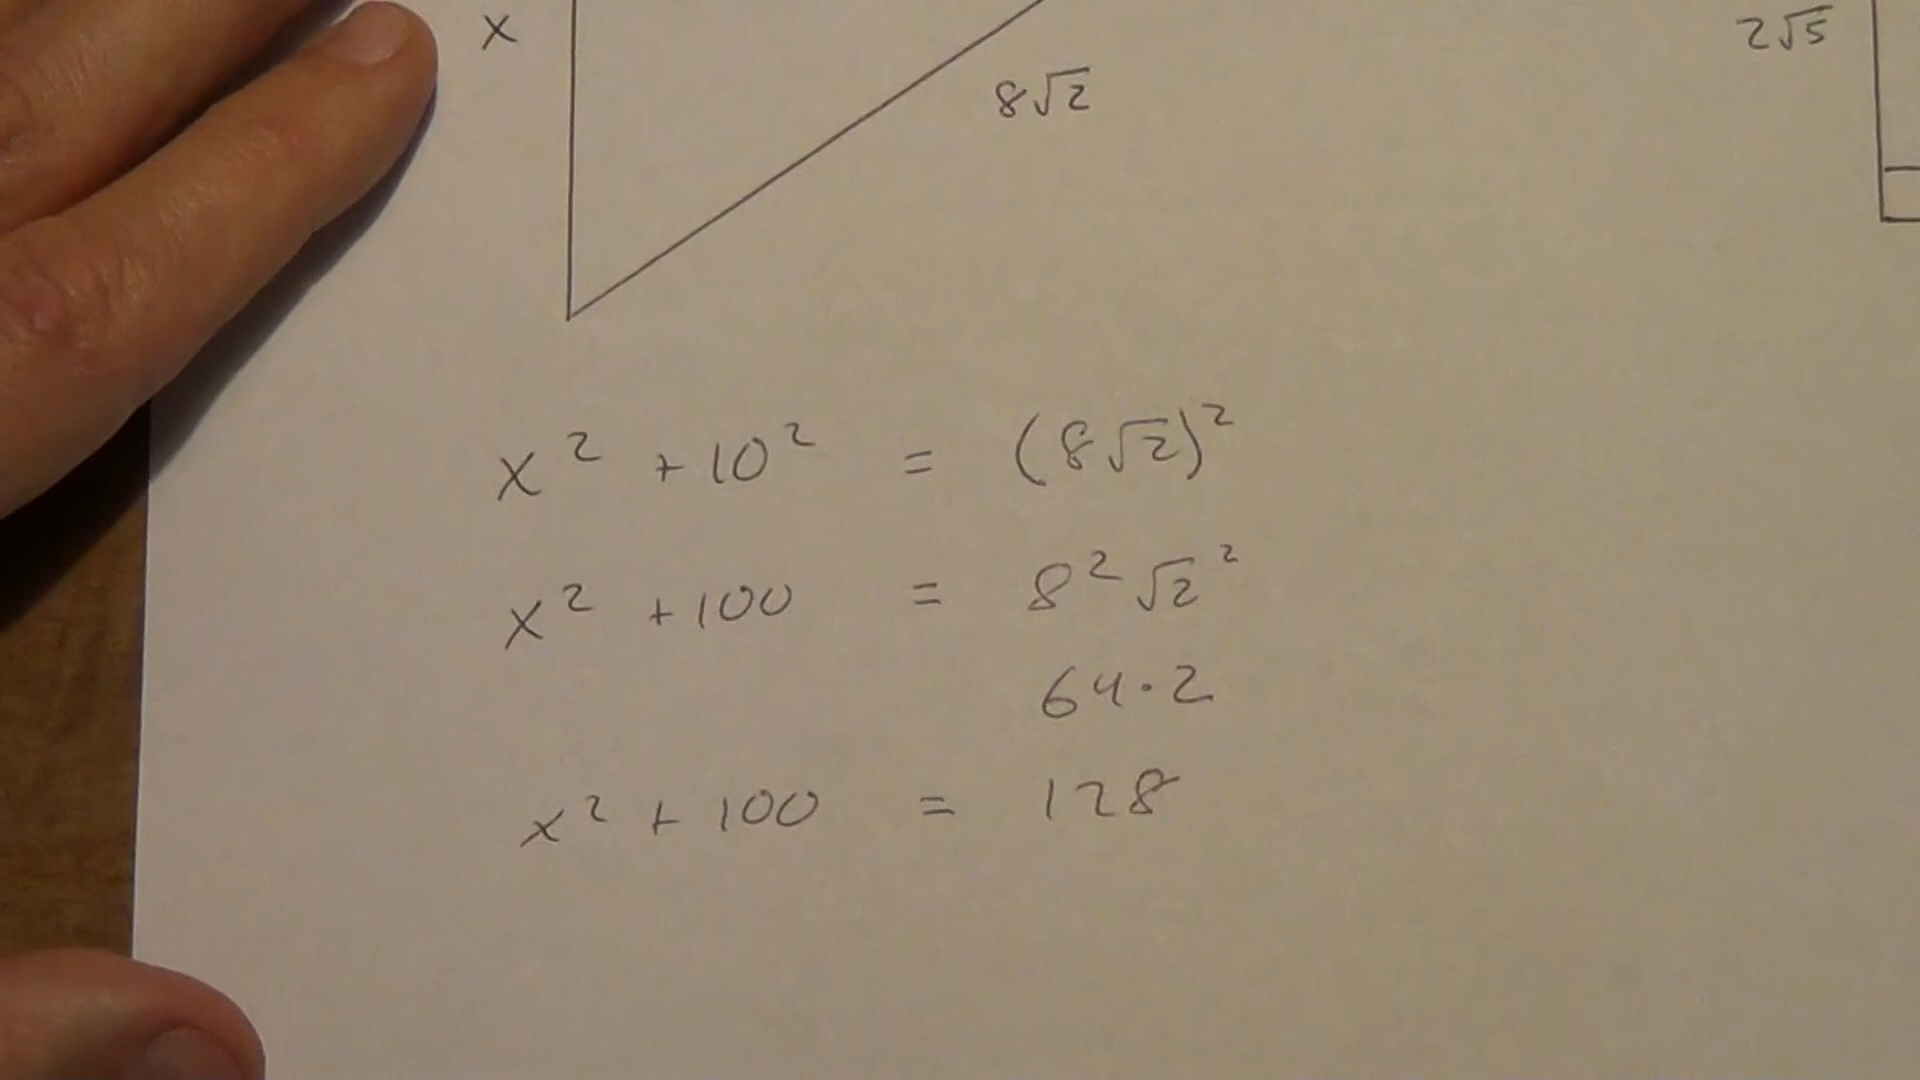 x
2√5
8√2
x² + 10² = (8√2)²
x² + 100 = 8² √2²
64 · 2
x² + 100 = 128